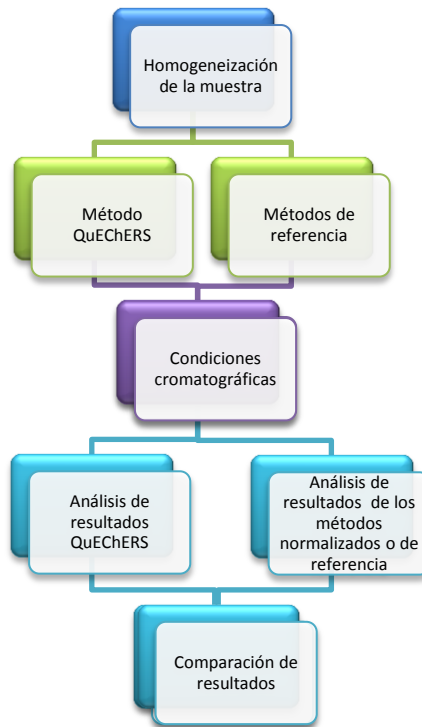 Homogeneización
de la muestra
Método
QuEChERS
Métodos de
referencia
Condiciones
cromatográficas
Análisis de
resultados
QuEChERS
Análisis de
resultados de los
métodos
normalizados o de
referencia
Comparación de
resultados